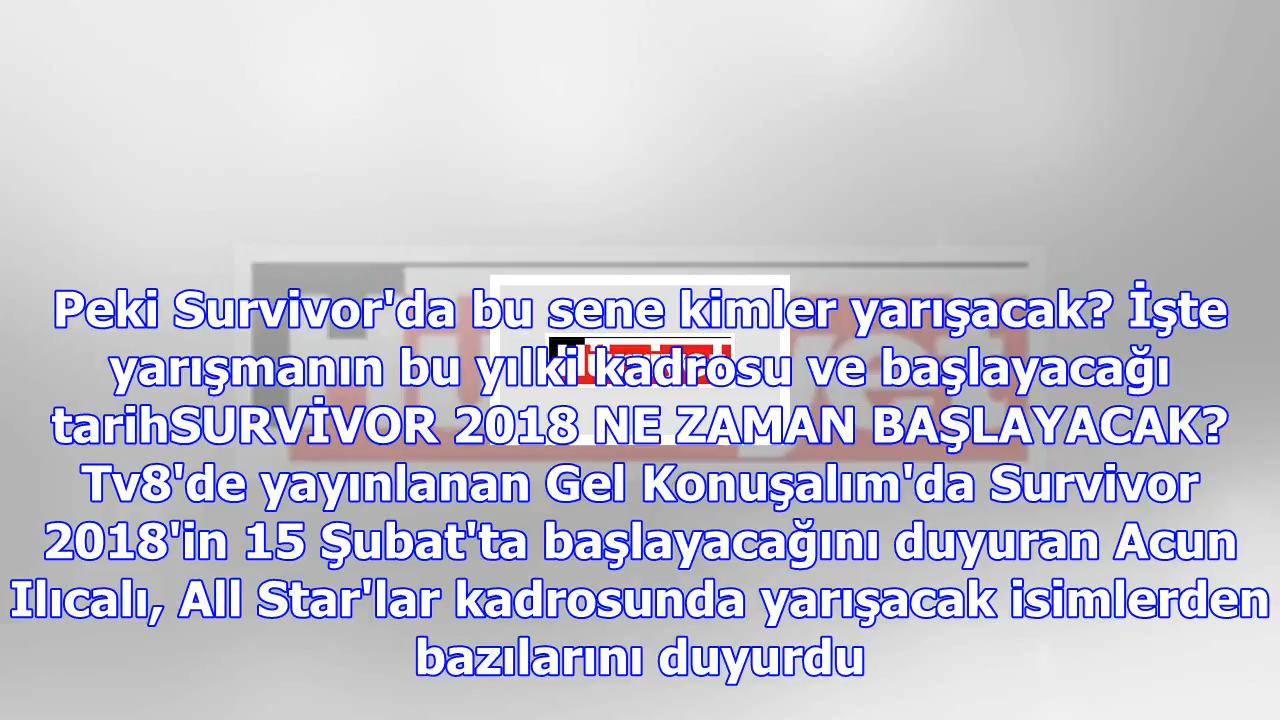 Peki Survivor'da bu sene kimler yarışacak? İşte
yarışmanın bu yılki kadrosu ve başlayacağı
tarihSURVİVOR 2018 NE ZAMAN BAŞLAYACAK?
Tv8'de yayınlanan Gel Konuşalım'da Survivor
2018'in 15 Şubat'ta başlayacağını duyuran Acun
Ilıcalı, All Star'lar kadrosunda yarışacak isimlerden
bazılarını duyurdu